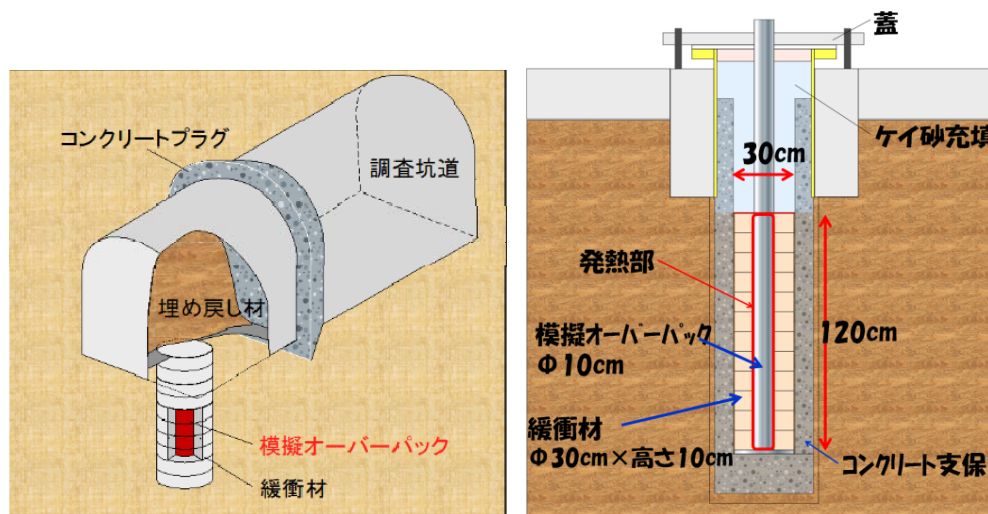 コンクリートプラグ
調査坑道
埋め戻し材
模擬オーバーパック
緩衝材
蓋
ケイ砂充填
30cm
発熱部
模擬オーバーパック
Φ10cm
120cm
緩衝材
Φ30cm×高さ10cm
コンクリート支保